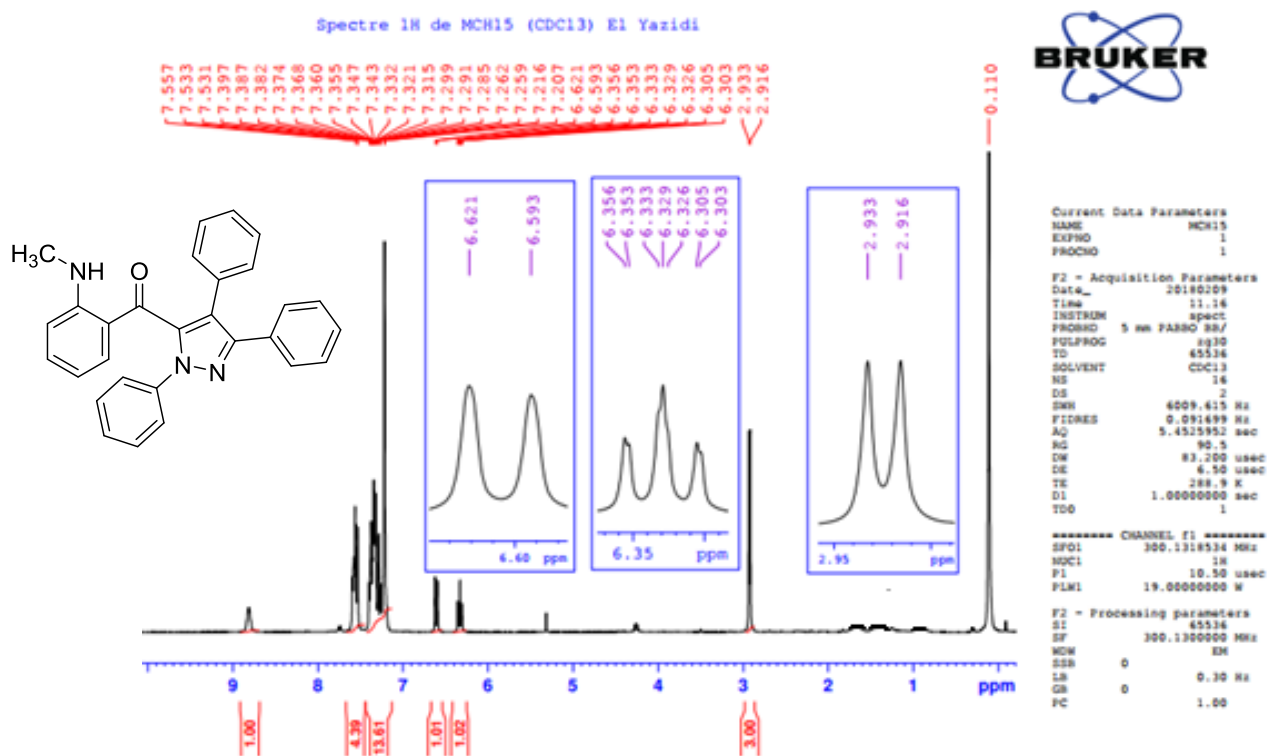 Spectre 1H de MCH15 (CDCl3) El Yazidi
BRUKER
7.557
7.533
7.531
7.397
7.387
7.382
7.374
7.368
7.360
7.355
7.347
7.343
7.332
7.321
7.315
7.299
7.291
7.285
7.262
7.259
7.216
7.207
6.621
6.593
6.356
6.353
6.333
6.329
6.326
6.305
6.303
2.933
2.916
0.110
6.621
6.593
6.60 ppm
6.356
6.353
6.333
6.329
6.326
6.305
6.303
6.35 ppm
2.933
2.916
2.95 ppm
H3C
NH
O
N
N
Current Data Parameters
NAME MCH15
EXPNO 1
PROCNO 1
F2 - Acquisition Parameters
Date_ 20180209
Time 11.16
INSTRUM spect
PROBHD 5 mm PABBO BB/
PULPROG zg30
TD 65536
SOLVENT CDCl3
NS 16
DS 2
SWH 6009.615 Hz
FIDRES 0.091699 Hz
AQ 5.4525952 sec
RG 90.5
DW 83.200 usec
DE 6.50 usec
TE 288.9 K
D1 1.00000000 sec
TD0 1
======== CHANNEL f1 ========
SFO1 300.1318534 MHz
NUC1 1H
P1 10.50 usec
PLW1 19.00000000 W
F2 - Processing parameters
SI 65536
SF 300.1300000 MHz
WDW EM
SSB 0
LB 0.30 Hz
GB 0
PC 1.00
9 8 7 6 5 4 3 2 1 ppm
1.00
4.39
13.61
1.01
1.02
3.00